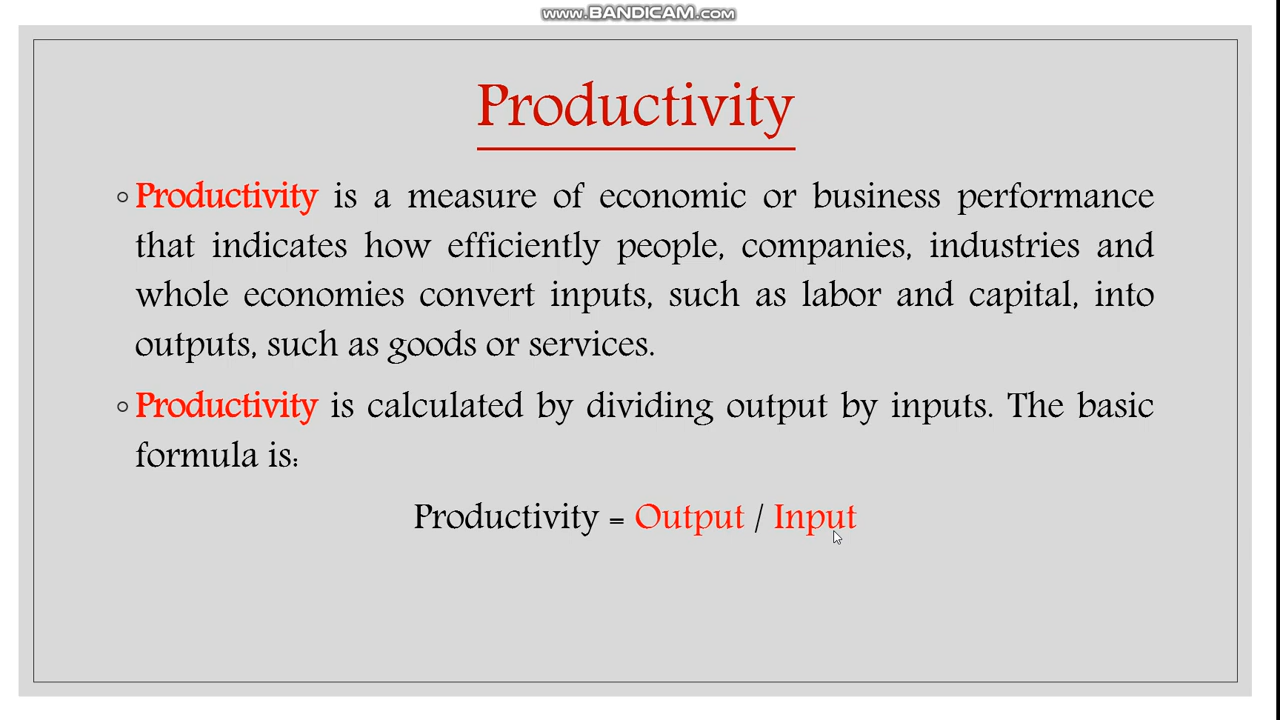 www.BANDICAM.com
Productivity
Productivity is a measure of economic or business performance
that indicates how efficiently people, companies, industries and
whole economies convert inputs, such as labor and capital, into
outputs, such as goods or services.
Productivity is calculated by dividing output by inputs. The basic
formula is:
Productivity = Output / Input